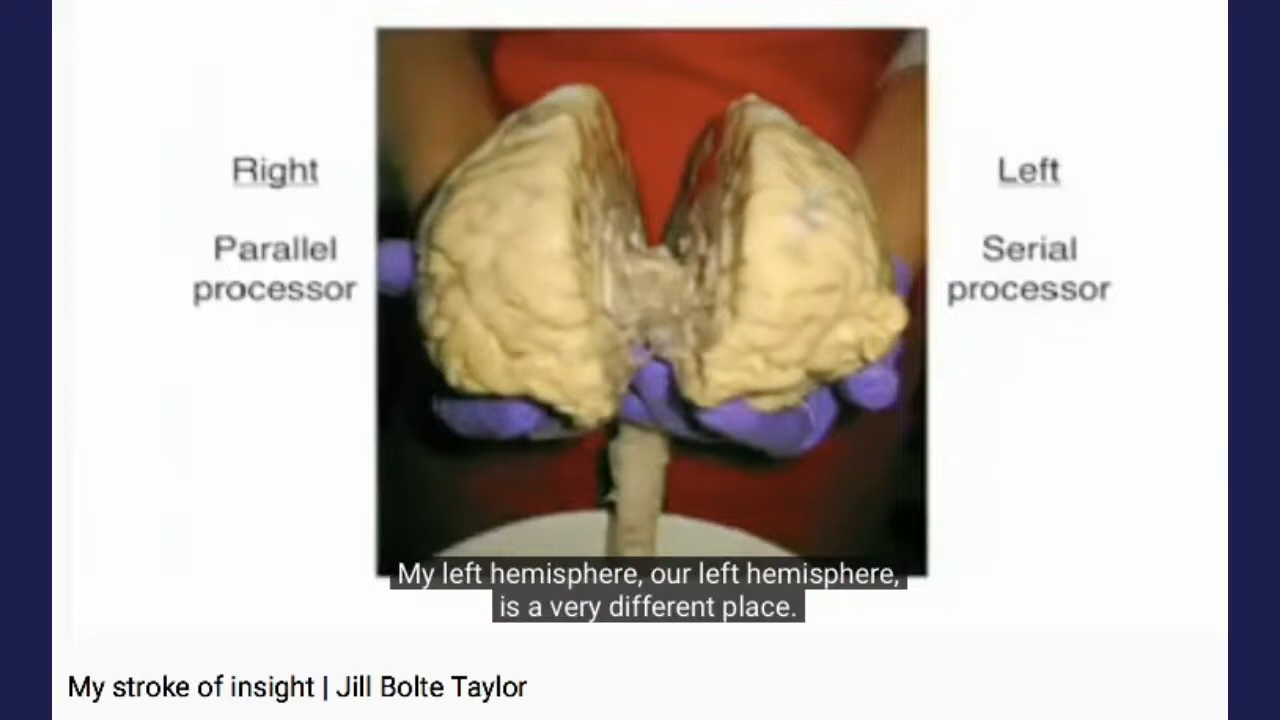 Right
Parallel
processor
Left
Serial
processor
My left hemisphere, our left hemisphere,
is a very different place.
My stroke of insight | Jill Bolte Taylor